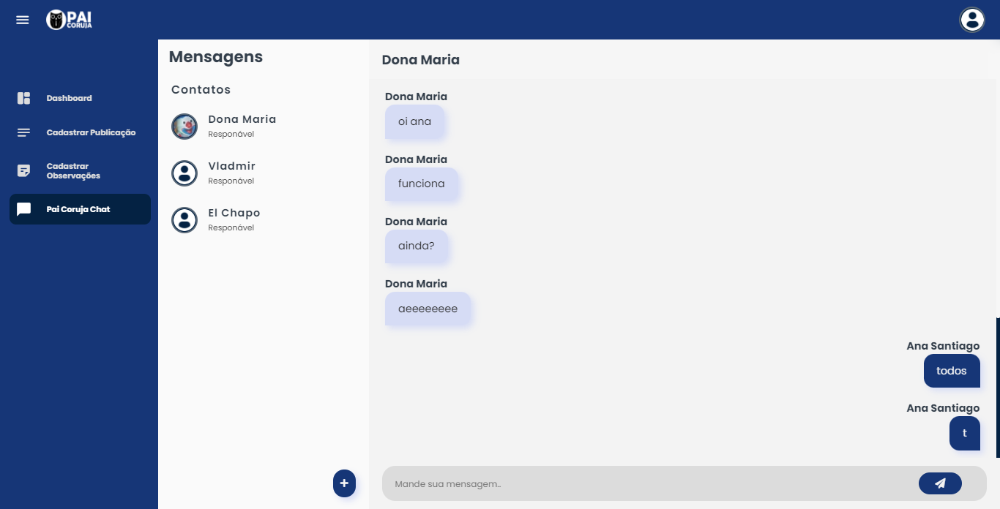 PAI
CORUJA
Dashboard
Cadastrar Publicação
Cadastrar
Observações
Pai Coruja Chat
Mensagens
Contatos
Dona Maria
Responável
Vladmir
Responável
El Chapo
Responável
+
Dona Maria
Dona Maria
oi ana
Dona Maria
funciona
Dona Maria
ainda?
Dona Maria
aeeeeeeee
Ana Santiago
todos
Ana Santiago
t
Mande sua mensagem..